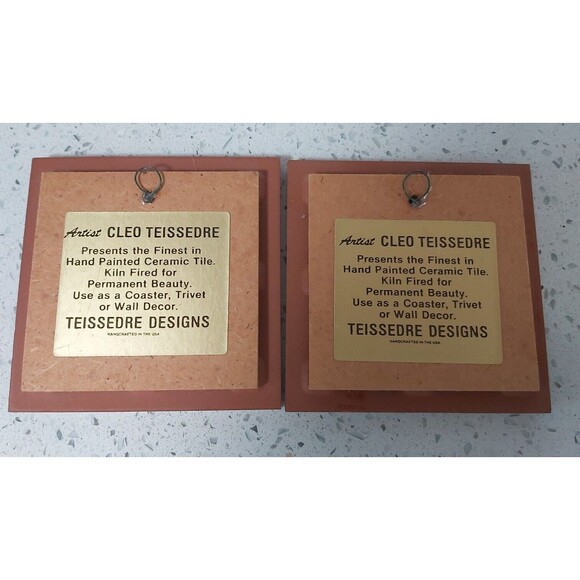 Artist CLEO TEISSEDRE
Presents the Finest in
Hand Painted Ceramic Tile.
Kiln Fired for
Permanent Beauty.
Use as a Coaster, Trivet
or Wall Decor.
TEISSEDRE DESIGNS
HANDCRAFTED IN THE USA
Artist CLEO TEISSEDRE
Presents the Finest in
Hand Painted Ceramic Tile.
Kiln Fired for
Permanent Beauty.
Use as a Coaster, Trivet
or Wall Decor.
TEISSEDRE DESIGNS
HANDCRAFTED IN THE USA